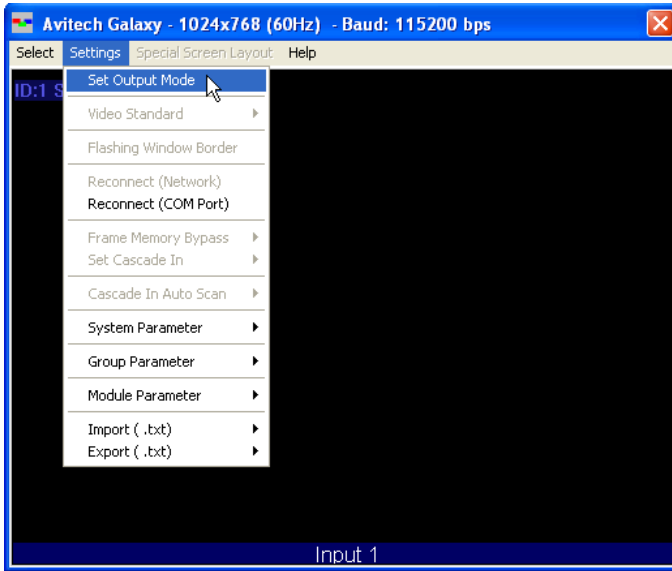 Avitech Galaxy - 1024x768 (60Hz) - Baud: 115200 bps
Select Settings Special Screen Layout Help
Set Output Mode
ID:1 S
Video Standard
Flashing Window Border
Reconnect (Network)
Reconnect (COM Port)
Frame Memory Bypass
Set Cascade In
Cascade In Auto Scan
System Parameter
Group Parameter
Module Parameter
Import ( .txt)
Export ( .txt)
Input 1